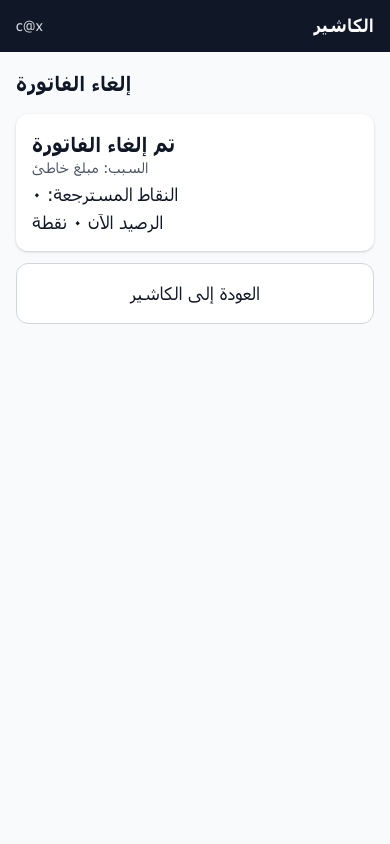 الكاشير
c@x
إلغاء الفاتورة
تم إلغاء الفاتورة
السبب: مبلغ خاطئ
النقاط المسترجعة: ٠
الرصيد الآن ٠ نقطة
العودة إلى الكاشير